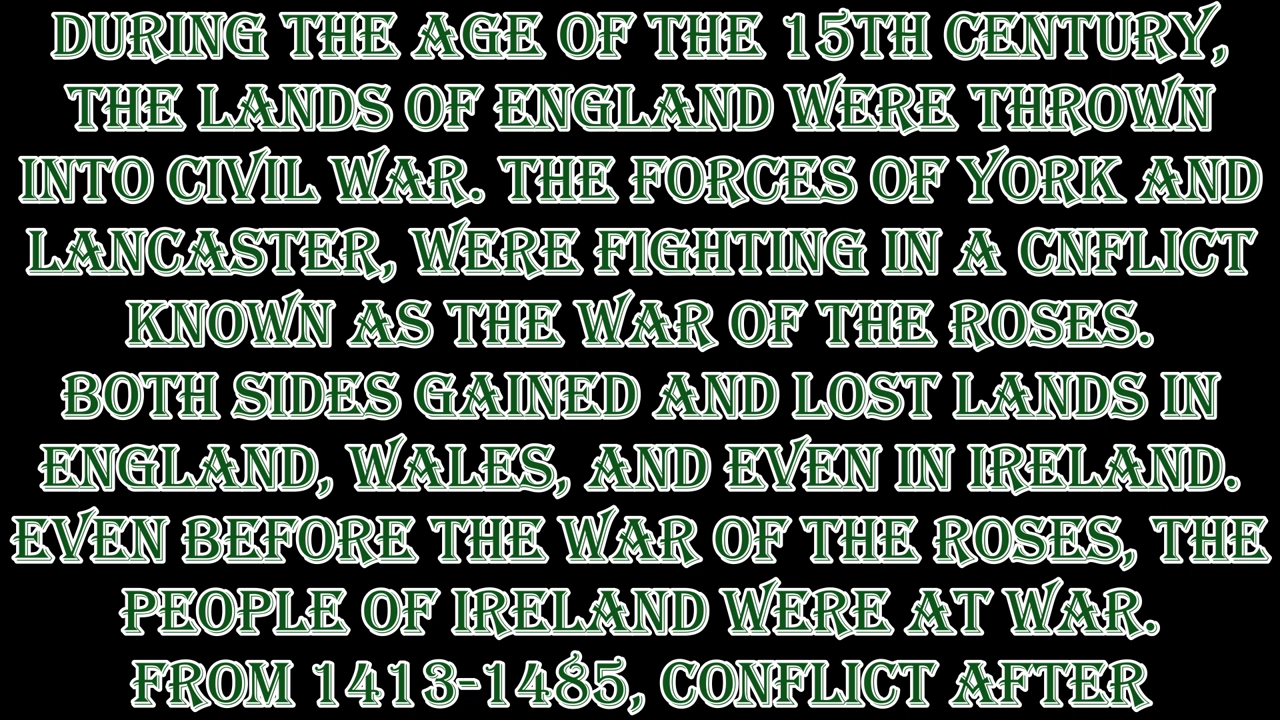 DURING THE AGE OF THE 15TH CENTURY,
THE LANDS OF ENGLAND WERE THROWN
INTO CIVIL WAR. THE FORCES OF YORK AND
LANCASTER, WERE FIGHTING IN A CNFLICT
KNOWN AS THE WAR OF THE ROSES.
BOTH SIDES GAINED AND LOST LANDS IN
ENGLAND, WALES, AND EVEN IN IRELAND.
EVEN BEFORE THE WAR OF THE ROSES, THE
PEOPLE OF IRELAND WERE AT WAR.
FROM 1413-1485, CONFLICT AFTER